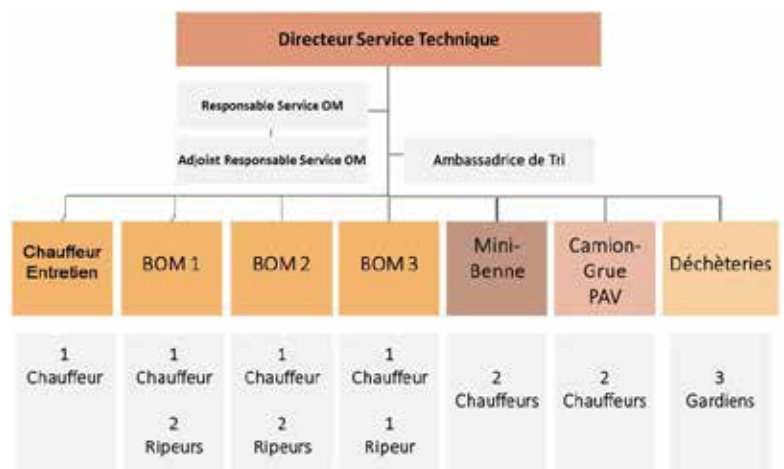 Directeur Service Technique
Responsable Service OM
Adjoint Responsable Service OM
Ambassadrice de Tri
Chauffeur
Entretien
BOM 1
BOM 2
BOM 3
Mini-
Benne
Camion-
Grue
PAV
Déchèteries
1
Chauffeur
1
Chauffeur
2
Ripeurs
1
Chauffeur
2
Ripeurs
1
Chauffeur
1
Ripeur
2
Chauffeurs
2
Chauffeurs
3
Gardiens